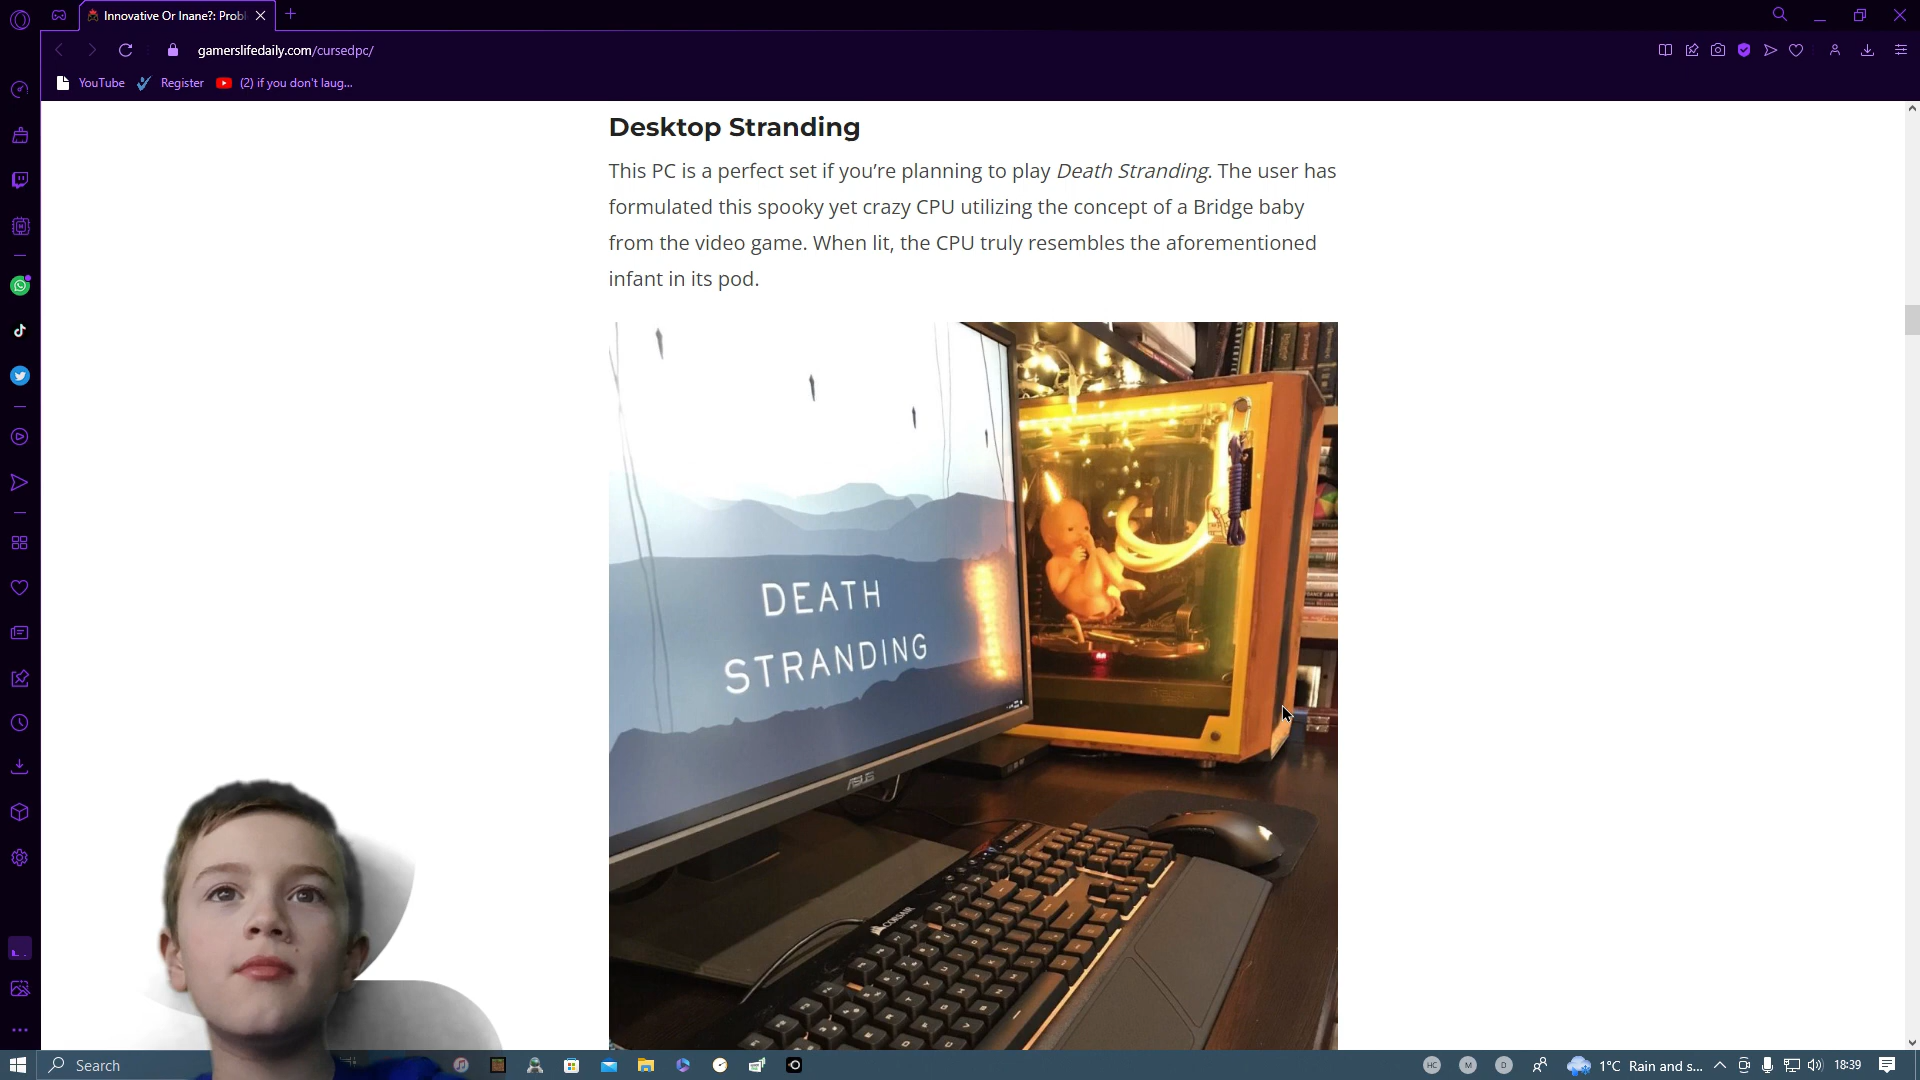 Innovative Or Inane?: Probl
gamerslifedaily.com/cursedpc/
YouTube
Register
(2) if you don't laug...
Desktop Stranding
This PC is a perfect set if you’re planning to play Death Stranding. The user has
formulated this spooky yet crazy CPU utilizing the concept of a Bridge baby
from the video game. When lit, the CPU truly resembles the aforementioned
infant in its pod.
DEATH
STRANDING
ASUS
CORSAIR
Search
HC
M
D
1°C Rain and s...
18:39